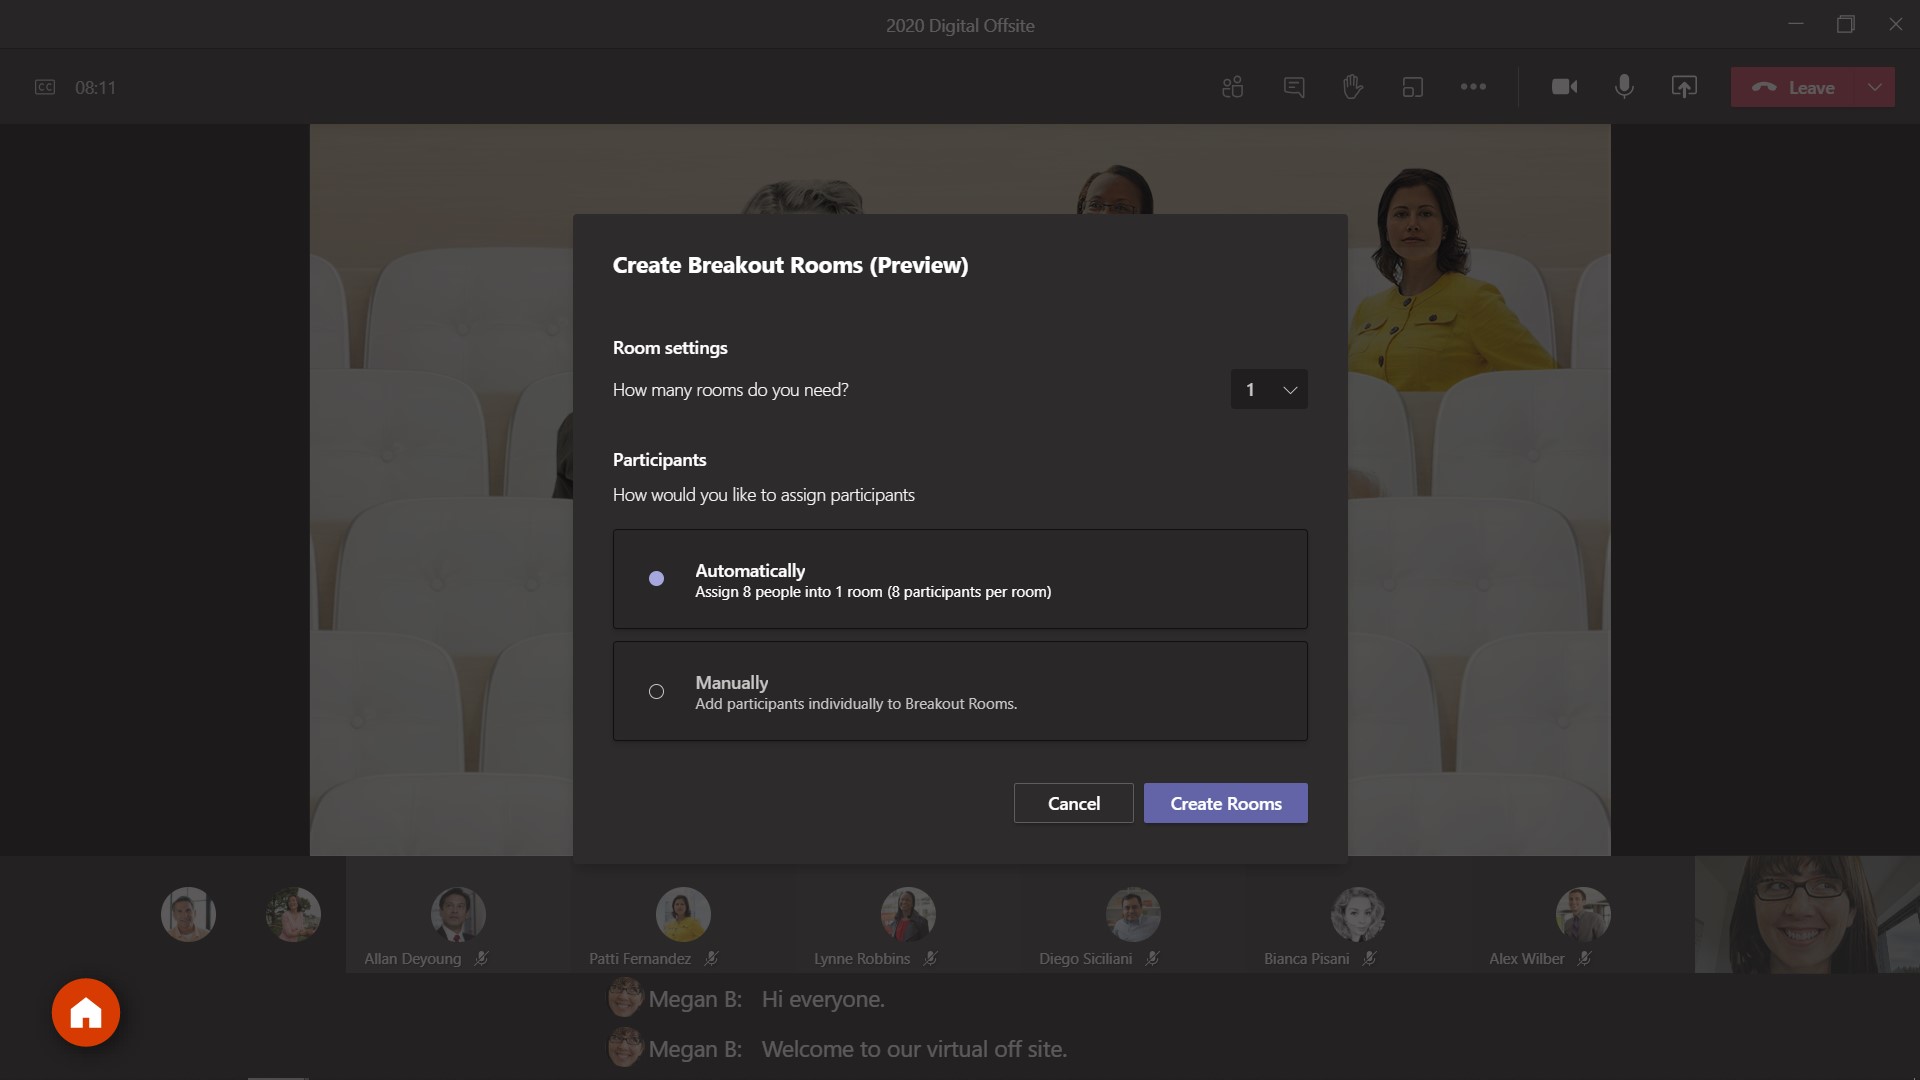 2020 Digital Offsite
CC 08:11
Leave
Create Breakout Rooms (Preview)
Room settings
How many rooms do you need? 1
Participants
How would you like to assign participants
Automatically
Assign 8 people into 1 room (8 participants per room)
Manually
Add participants individually to Breakout Rooms.
Cancel Create Rooms
Allan Deyoung Patti Fernandez Lynne Robbins Diego Siciliani Bianca Pisani Alex Wilber
Megan B: Hi everyone.
Megan B: Welcome to our virtual off site.